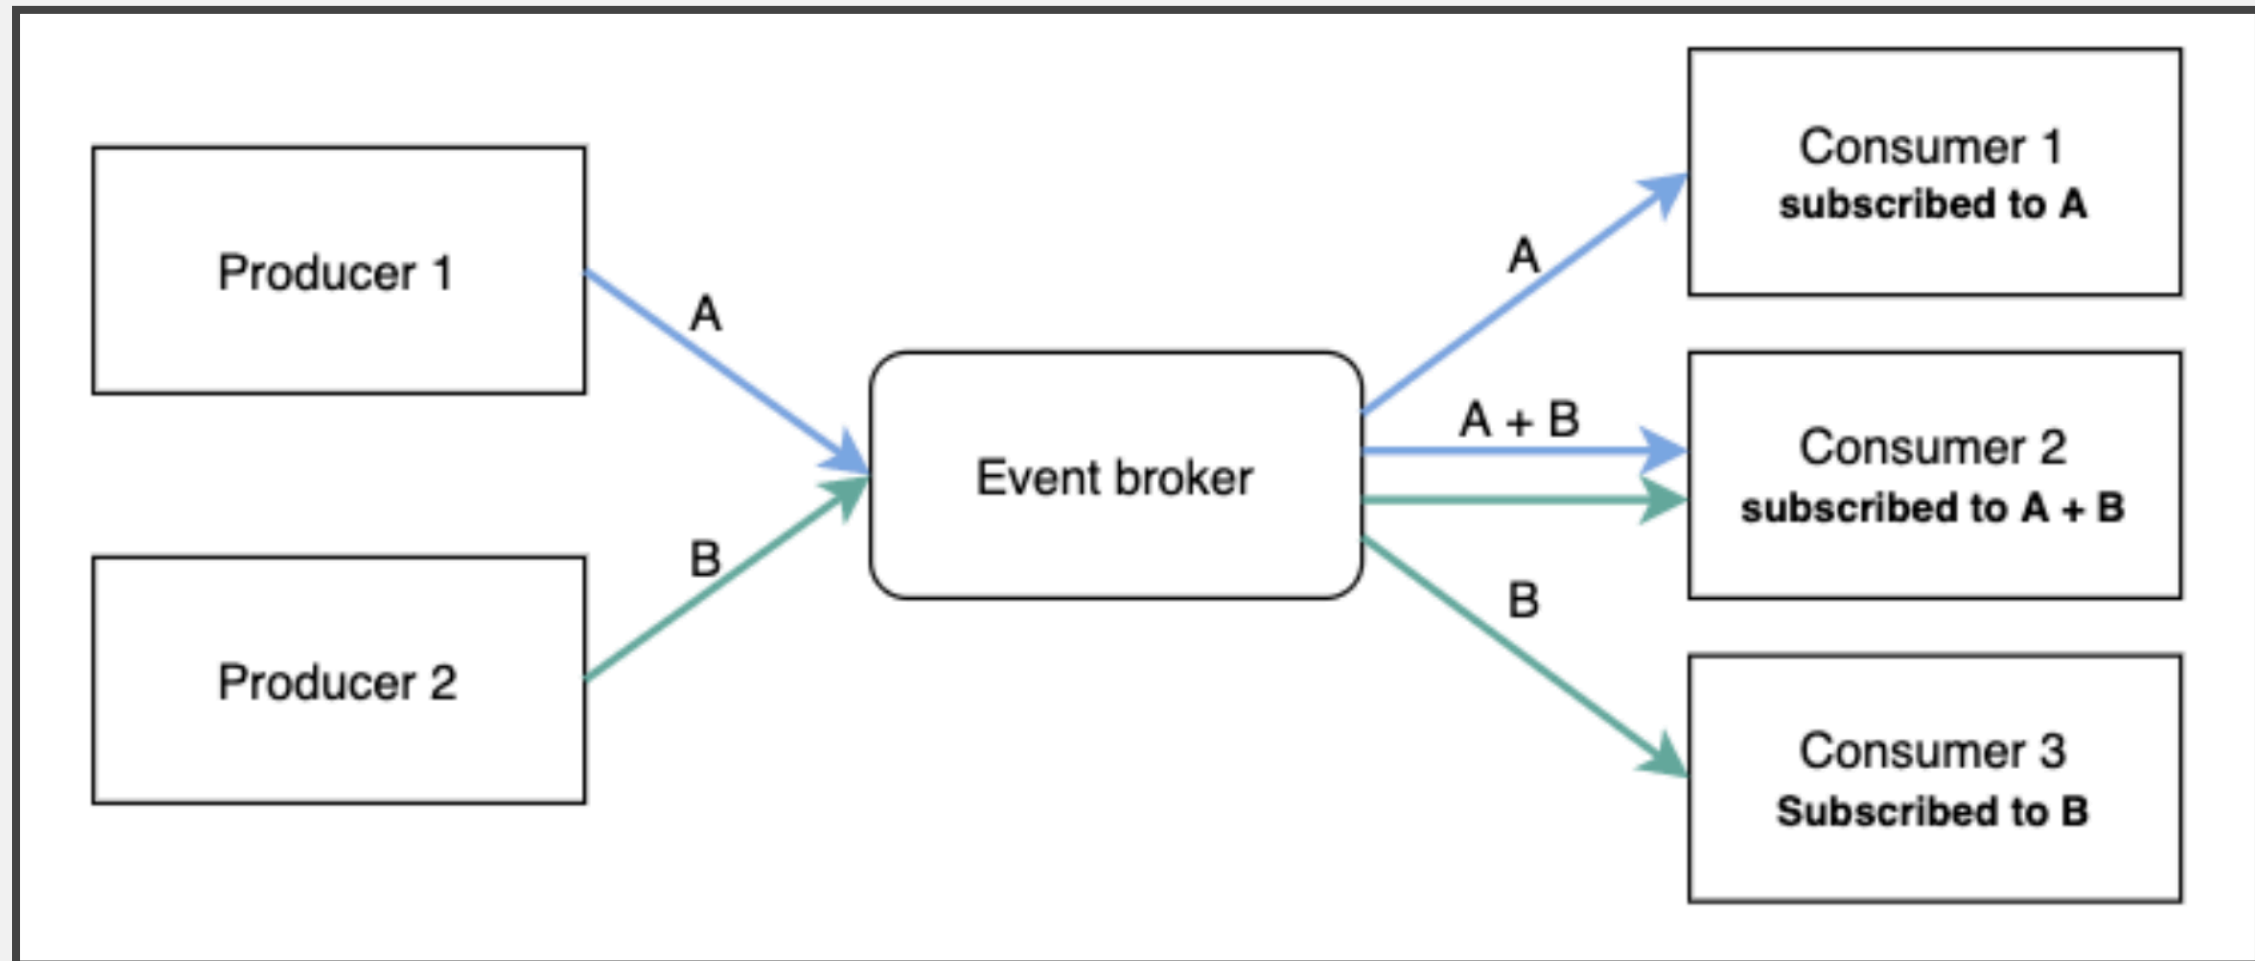 Producer 1
A
Producer 2
B
Event broker
A
A + B
B
Consumer 1
subscribed to A
Consumer 2
subscribed to A + B
Consumer 3
Subscribed to B